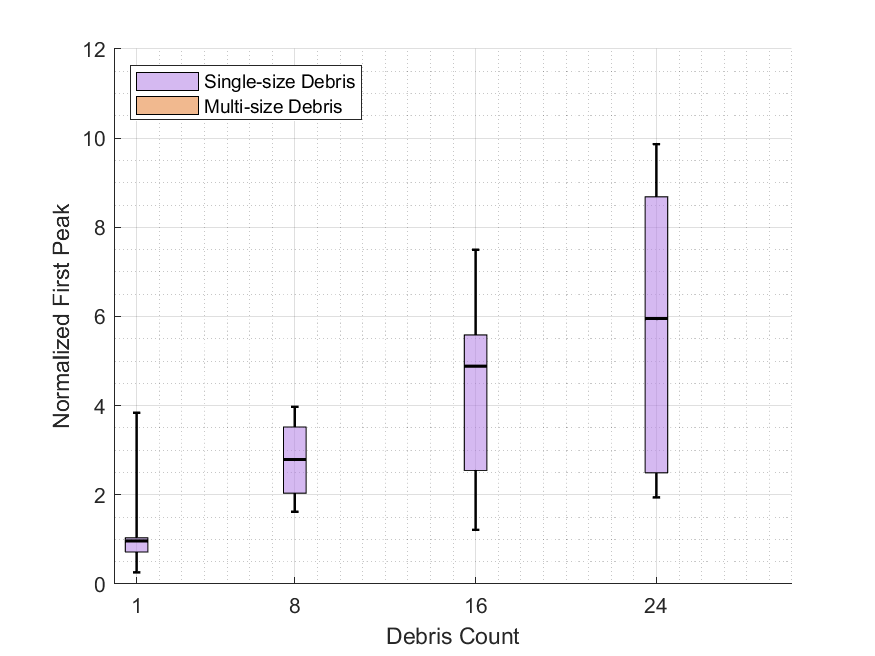 12
10
8
6
4
2
0
Normalized First Peak
Single-size Debris
Multi-size Debris
1 8 16 24
Debris Count